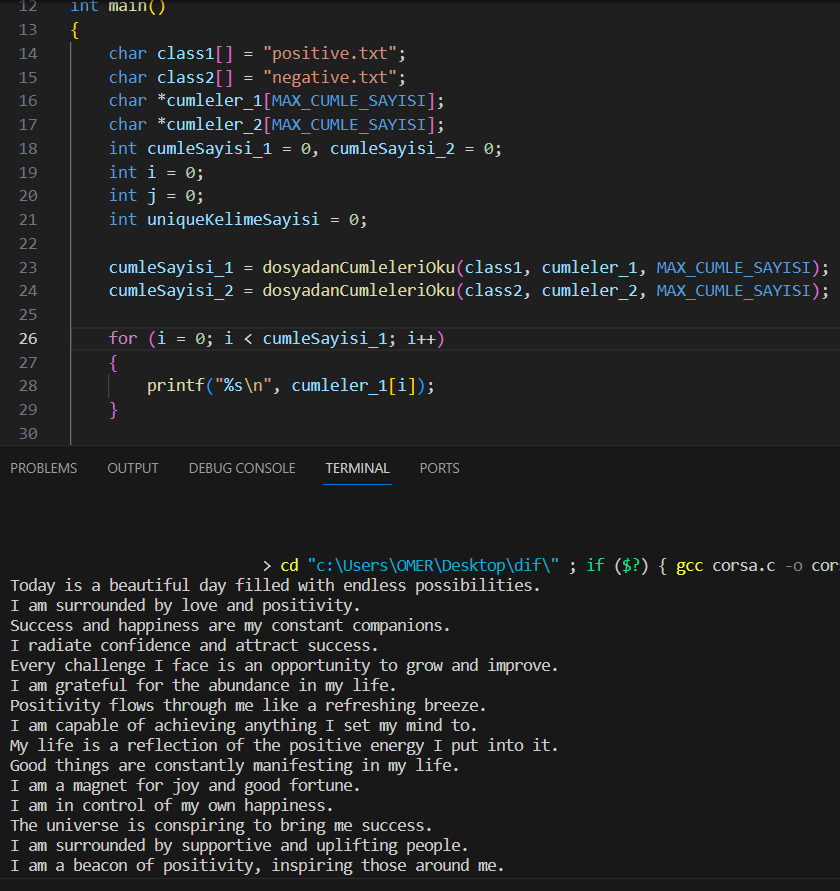 12 int main()
13 {
14 char class1[] = "positive.txt";
15 char class2[] = "negative.txt";
16 char *cumleler_1[MAX_CUMLE_SAYISI];
17 char *cumleler_2[MAX_CUMLE_SAYISI];
18 int cumleSayisi_1 = 0, cumleSayisi_2 = 0;
19 int i = 0;
20 int j = 0;
21 int uniqueKelimeSayisi = 0;
22
23 cumleSayisi_1 = dosyadanCumleleriOku(class1, cumleler_1, MAX_CUMLE_SAYISI);
24 cumleSayisi_2 = dosyadanCumleleriOku(class2, cumleler_2, MAX_CUMLE_SAYISI);
25
26 for (i = 0; i < cumleSayisi_1; i++)
27 {
28 printf("%s\n", cumleler_1[i]);
29 }
30
PROBLEMS OUTPUT DEBUG CONSOLE TERMINAL PORTS
> cd "c:\Users\OMER\Desktop\dif\" ; if ($?) { gcc corsa.c -o cor
Today is a beautiful day filled with endless possibilities.
I am surrounded by love and positivity.
Success and happiness are my constant companions.
I radiate confidence and attract success.
Every challenge I face is an opportunity to grow and improve.
I am grateful for the abundance in my life.
Positivity flows through me like a refreshing breeze.
I am capable of achieving anything I set my mind to.
My life is a reflection of the positive energy I put into it.
Good things are constantly manifesting in my life.
I am a magnet for joy and good fortune.
I am in control of my own happiness.
The universe is conspiring to bring me success.
I am surrounded by supportive and uplifting people.
I am a beacon of positivity, inspiring those around me.